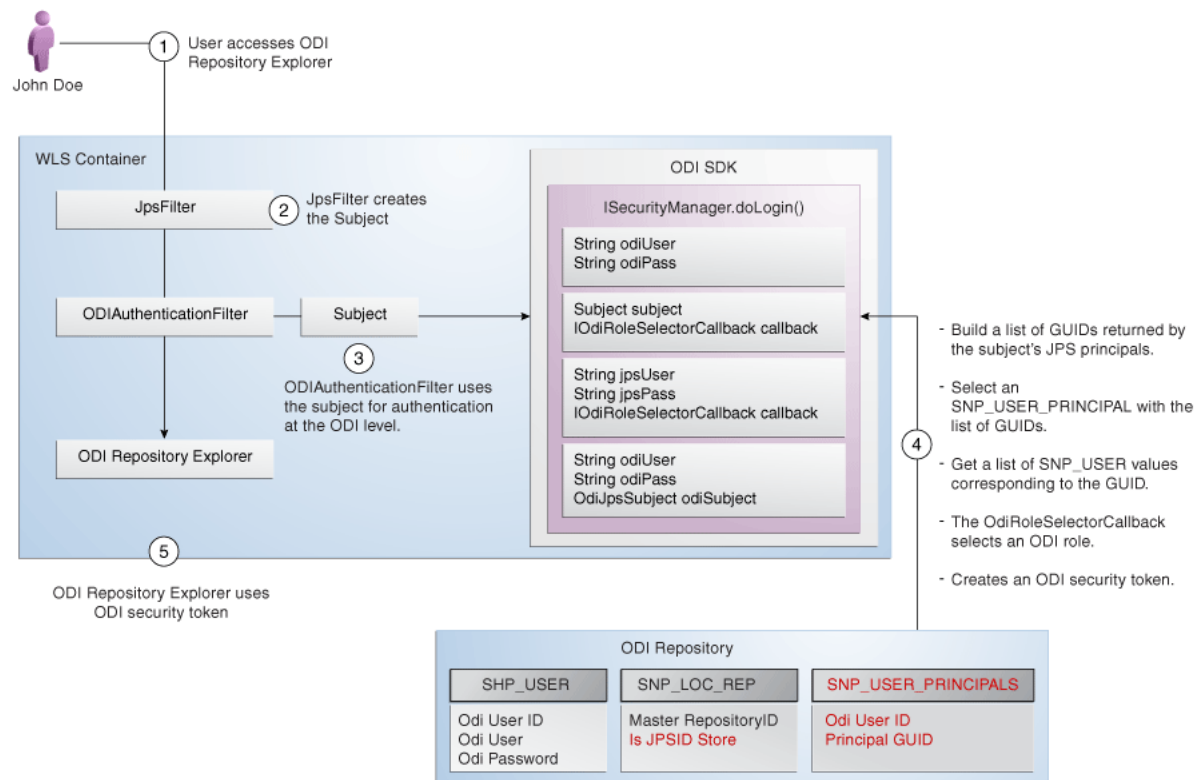 1
User accesses ODI
Repository Explorer
John Doe
WLS Container
JpsFilter
2
JpsFilter creates
the Subject
ODIAuthenticationFilter
Subject
3
ODIAuthenticationFilter uses
the subject for authentication
at the ODI level.
ODI Repository Explorer
5
ODI Repository Explorer uses
ODI security token
ODI SDK
ISecurityManager.doLogin()
String odiUser
String odiPass
Subject subject
IOdiRoleSelectorCallback callback
String jpsUser
String jpsPass
IOdiRoleSelectorCallback callback
String odiUser
String odiPass
OdiJpsSubject odiSubject
4
- Build a list of GUIDs returned by
the subject's JPS principals.
- Select an
SNP_USER_PRINCIPAL with the
list of GUIDs.
- Get a list of SNP_USER values
corresponding to the GUID.
- The OdiRoleSelectorCallback
selects an ODI role.
- Creates an ODI security token.
ODI Repository
SHP_USER
Odi User ID
Odi User
Odi Password
SNP_LOC_REP
Master RepositoryID
Is JPSID Store
SNP_USER_PRINCIPALS
Odi User ID
Principal GUID